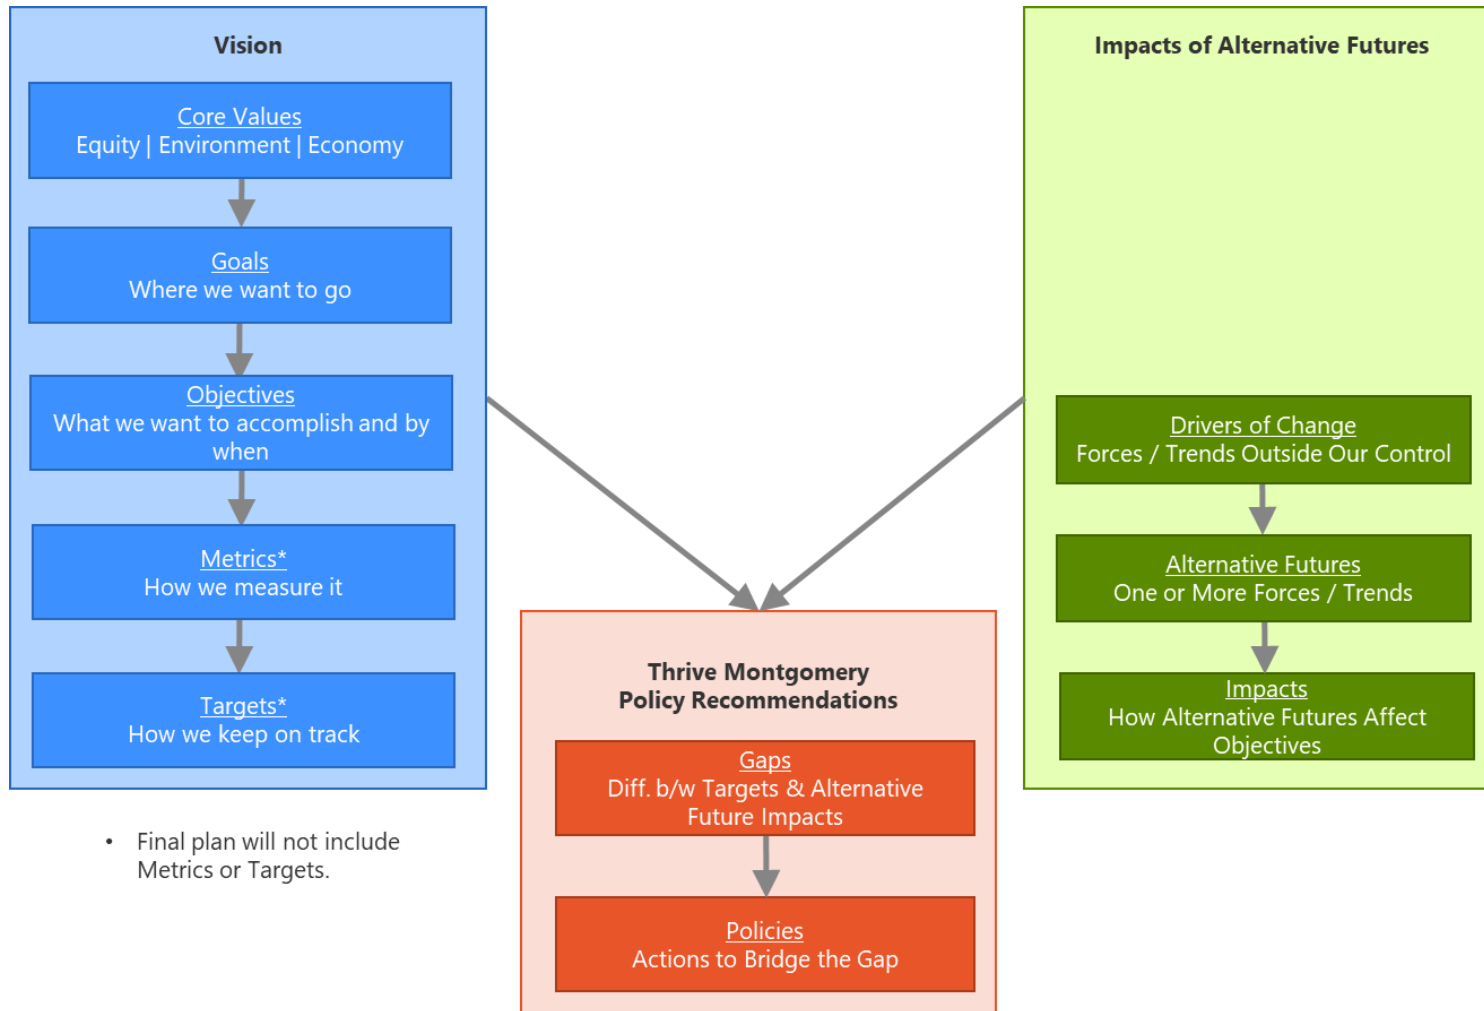 Vision
Core Values
Equity | Environment | Economy
Goals
Where we want to go
Objectives
What we want to accomplish and by
when
Metrics*
How we measure it
Targets*
How we keep on track
• Final plan will not include
Metrics or Targets.
Thrive Montgomery
Policy Recommendations
Gaps
Diff. b/w Targets & Alternative
Future Impacts
Policies
Actions to Bridge the Gap
Impacts of Alternative Futures
Drivers of Change
Forces / Trends Outside Our Control
Alternative Futures
One or More Forces / Trends
Impacts
How Alternative Futures Affect
Objectives